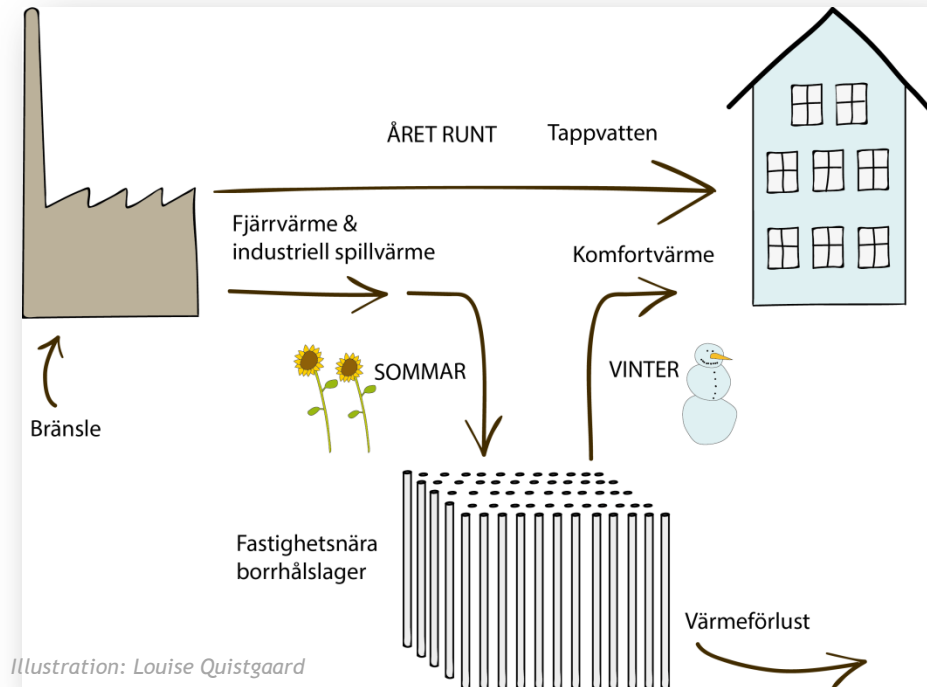 ÅRET RUNT
Tappvatten
Fjärrvärme &
industriell spillvärme
Komfortvärme
SOMMAR
VINTER
Bränsle
Fastighetsnära
borrhålslager
Värmeförlust
Illustration: Louise Quistgaard